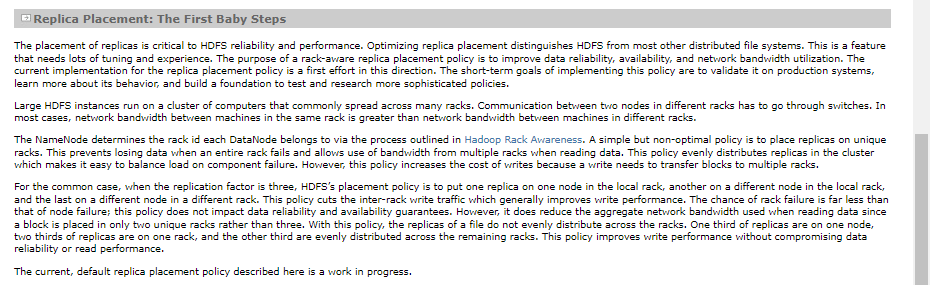 Replica Placement: The First Baby Steps
The placement of replicas is critical to HDFS reliability and performance. Optimizing replica placement distinguishes HDFS from most other distributed file systems. This is a feature
that needs lots of tuning and experience. The purpose of a rack-aware replica placement policy is to improve data reliability, availability, and network bandwidth utilization. The
current implementation for the replica placement policy is a first effort in this direction. The short-term goals of implementing this policy are to validate it on production systems,
learn more about its behavior, and build a foundation to test and research more sophisticated policies.
Large HDFS instances run on a cluster of computers that commonly spread across many racks. Communication between two nodes in different racks has to go through switches. In
most cases, network bandwidth between machines in the same rack is greater than network bandwidth between machines in different racks.
The NameNode determines the rack id each DataNode belongs to via the process outlined in Hadoop Rack Awareness. A simple but non-optimal policy is to place replicas on unique
racks. This prevents losing data when an entire rack fails and allows use of bandwidth from multiple racks when reading data. This policy evenly distributes replicas in the cluster
which makes it easy to balance load on component failure. However, this policy increases the cost of writes because a write needs to transfer blocks to multiple racks.
For the common case, when the replication factor is three, HDFS's placement policy is to put one replica on one node in the local rack, another on a different node in the local rack,
and the last on a different node in a different rack. This policy cuts the inter-rack write traffic which generally improves write performance. The chance of rack failure is far less than
that of node failure; this policy does not impact data reliability and availability guarantees. However, it does reduce the aggregate network bandwidth used when reading data since
a block is placed in only two unique racks rather than three. With this policy, the replicas of a file do not evenly distribute across the racks. One third of replicas are on one node,
two thirds of replicas are on one rack, and the other third are evenly distributed across the remaining racks. This policy improves write performance without compromising data
reliability or read performance.
The current, default replica placement policy described here is a work in progress.